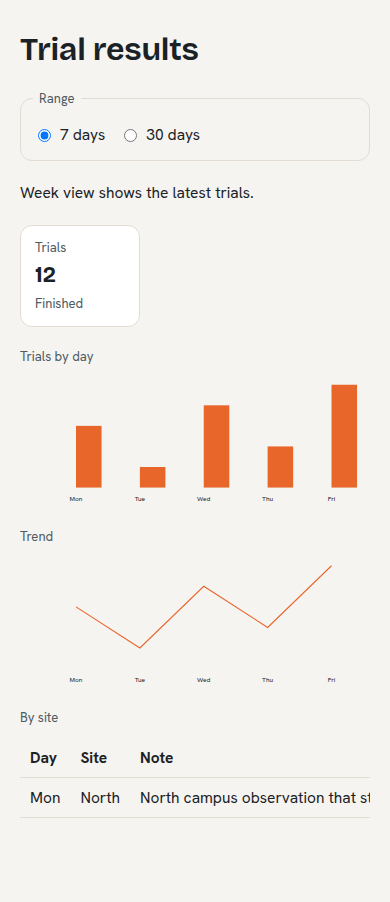 Trial results
Range
7 days 30 days
Week view shows the latest trials.
Trials
12
Finished
Trials by day
Mon Tue Wed Thu Fri
Trend
Mon Tue Wed Thu Fri
By site
Day Site Note
Mon North North campus observation that